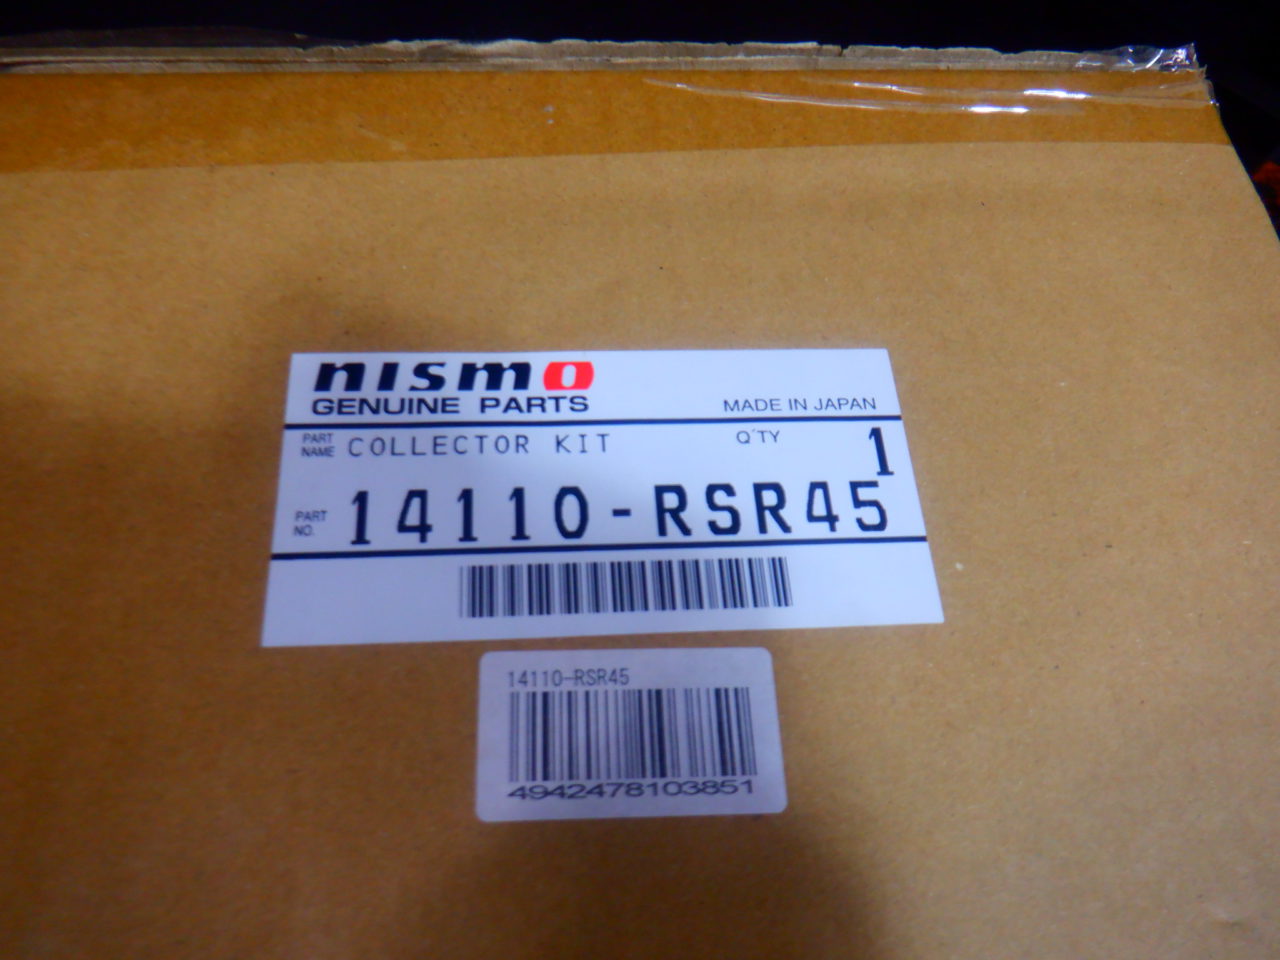 nismo
GENUINE PARTS
MADE IN JAPAN
PART NAME COLLECTOR KIT Q'TY 1
PART NO. 14110-RSR45
14110-RSR45
4942478103851